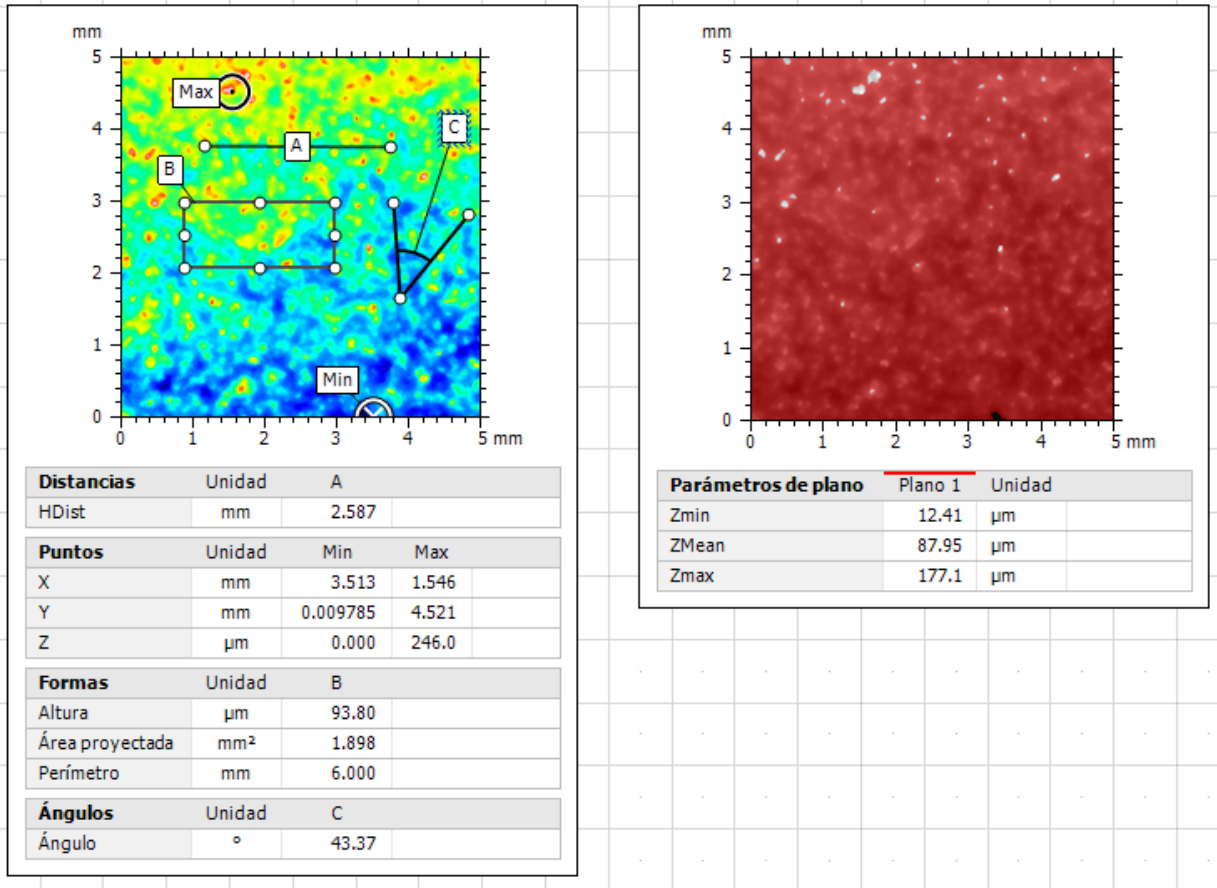 mm
5
Max
4
C
A
B
3
2
1
Min
0
0 1 2 3 4 5 mm
Distancias Unidad A
HDist mm 2.587
Puntos Unidad Min Max
X mm 3.513 1.546
Y mm 0.009785 4.521
Z µm 0.000 246.0
Formas Unidad B
Altura µm 93.80
Área proyectada mm² 1.898
Perímetro mm 6.000
Ángulos Unidad C
Ángulo ° 43.37
mm
5
4
3
2
1
0
0 1 2 3 4 5 mm
Parámetros de plano Plano 1 Unidad
Zmin 12.41 µm
ZMean 87.95 µm
Zmax 177.1 µm